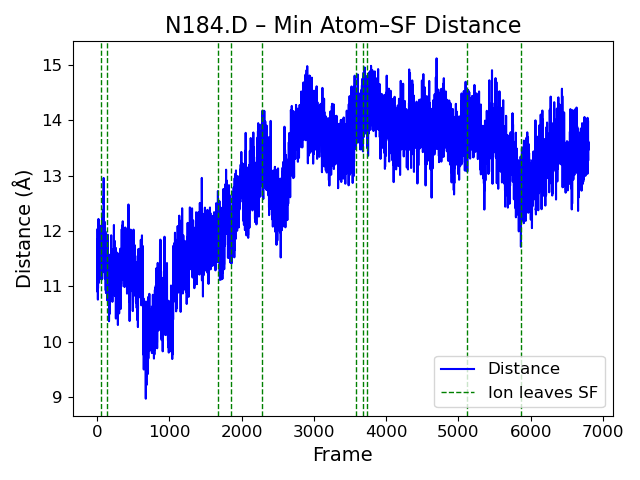 N184.D – Min Atom–SF Distance
Distance (Å)
15
14
13
12
11
10
9
Distance
Ion leaves SF
0 1000 2000 3000 4000 5000 6000 7000
Frame